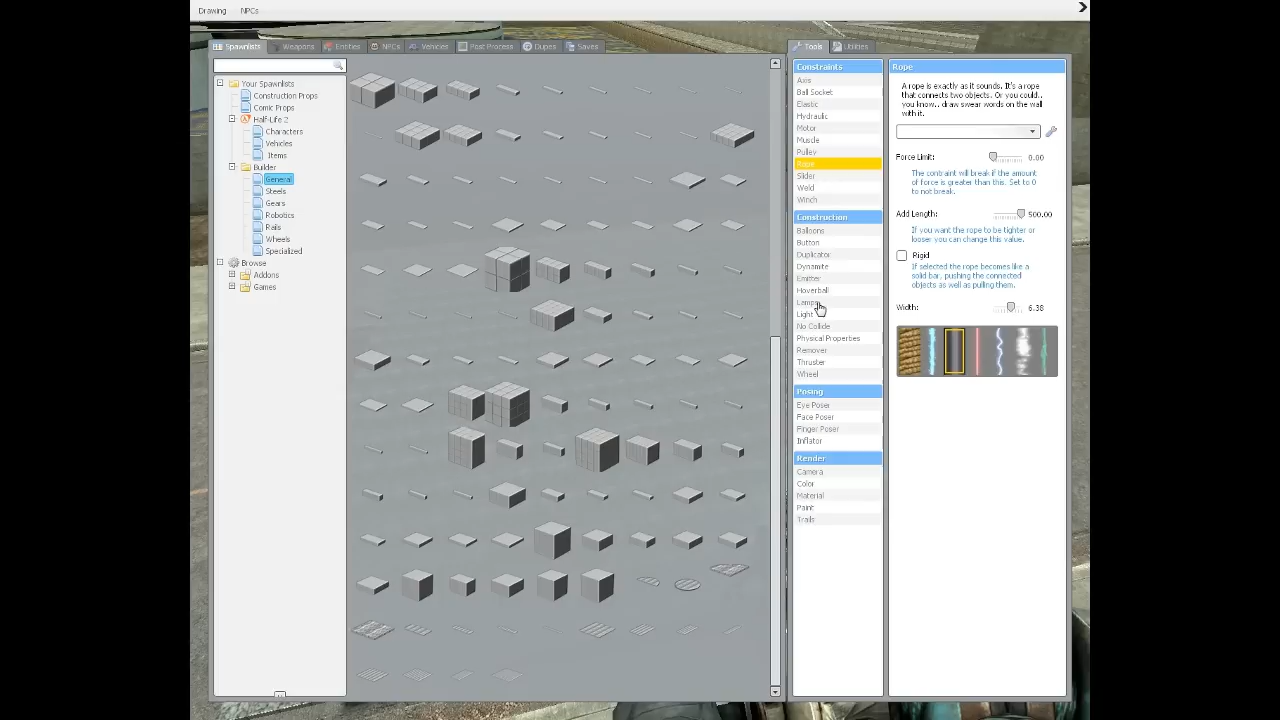 Drawing NPCs
Spawnlists Weapons Entities NPCs Vehicles Post Process Dupes Saves
Your Spawnlists
Construction Props
Comic Props
Half-Life 2
Characters
Vehicles
Items
Builder
General
Steels
Gears
Robotics
Rails
Wheels
Specialized
Browse
Addons
Games
Tools Utilities
Constraints
Axis
Ball Socket
Elastic
Hydraulic
Motor
Muscle
Pulley
Rope
Slider
Weld
Winch
Construction
Balloons
Button
Duplicator
Dynamite
Emitter
Hoverball
Lamps
Light
No Collide
Physical Properties
Remover
Thruster
Wheel
Posing
Eye Poser
Face Poser
Finger Poser
Inflator
Render
Camera
Color
Material
Paint
Trails
Rope
A rope is exactly as it sounds. It's a rope
that connects two objects. Or you could..
you know.. draw swear words on the wall
with it.
Force Limit: 0.00
The contraint will break if the amount
of force is greater than this. Set to 0
to not break.
Add Length: 500.00
If you want the rope to be tighter or
looser you can change this value.
Rigid
If selected the rope becomes like a
solid bar, pushing the connected
objects as well as pulling them.
Width: 6.38